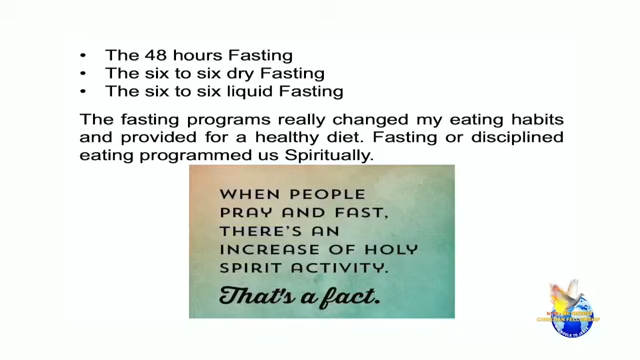 • The 48 hours Fasting
• The six to six dry Fasting
• The six to six liquid Fasting
The fasting programs really changed my eating habits
and provided for a healthy diet. Fasting or disciplined
eating programmed us Spiritually.
WHEN PEOPLE
PRAY AND FAST,
THERE'S AN
INCREASE OF HOLY
SPIRIT ACTIVITY.
That's a fact.
CHRISTIAN FELLOWSHIP